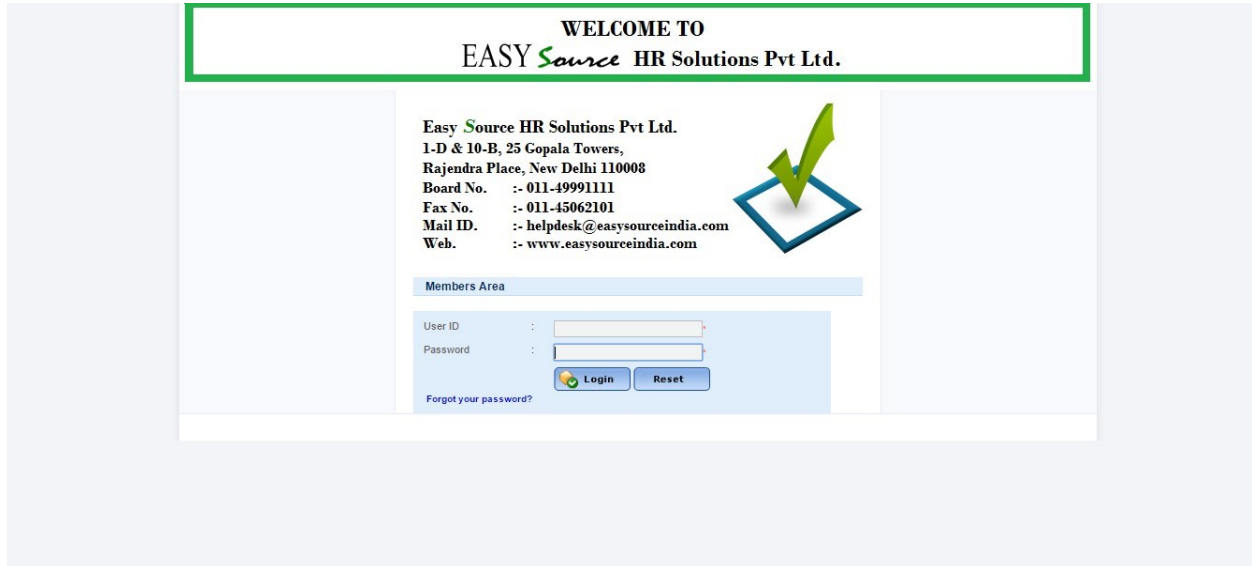 WELCOME TO
EASY Source HR Solutions Pvt Ltd.
Easy Source HR Solutions Pvt Ltd.
1-D & 10-B, 25 Gopala Towers,
Rajendra Place, New Delhi 110008
Board No. :- 011-49991111
Fax No. :- 011-45062101
Mail ID. :- helpdesk@easysourceindia.com
Web. :- www.easysourceindia.com
Members Area
User ID : *
Password : *
Login Reset
Forgot your password?